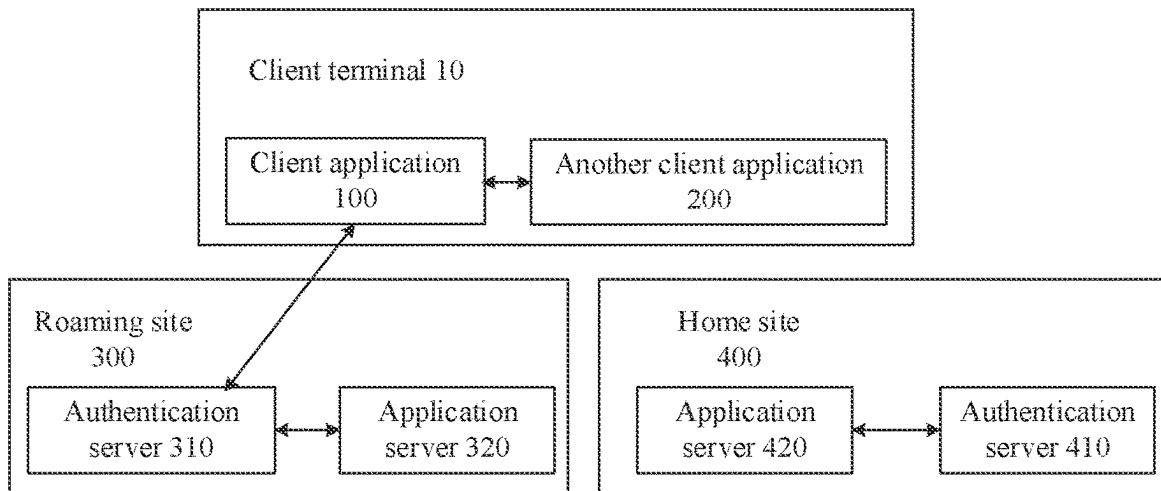 Client terminal 10
Client application
100
Another client application
200
Roaming site
300
Authentication
server 310
Application
server 320
Home site
400
Application
server 420
Authentication
server 410